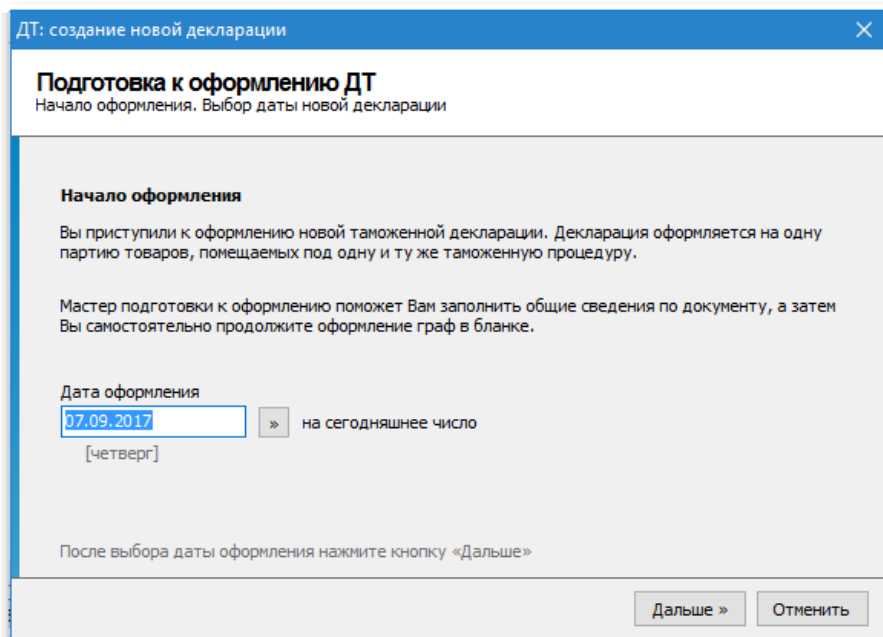 ДТ: создание новой декларации
Подготовка к оформлению ДТ
Начало оформления. Выбор даты новой декларации
Начало оформления
Вы приступили к оформлению новой таможенной декларации. Декларация оформляется на одну
партию товаров, помещаемых под одну и ту же таможенную процедуру.
Мастер подготовки к оформлению поможет Вам заполнить общие сведения по документу, а затем
Вы самостоятельно продолжите оформление граф в бланке.
Дата оформления
07.09.2017 » на сегодняшнее число
[четверг]
После выбора даты оформления нажмите кнопку «Дальше»
Дальше » Отменить